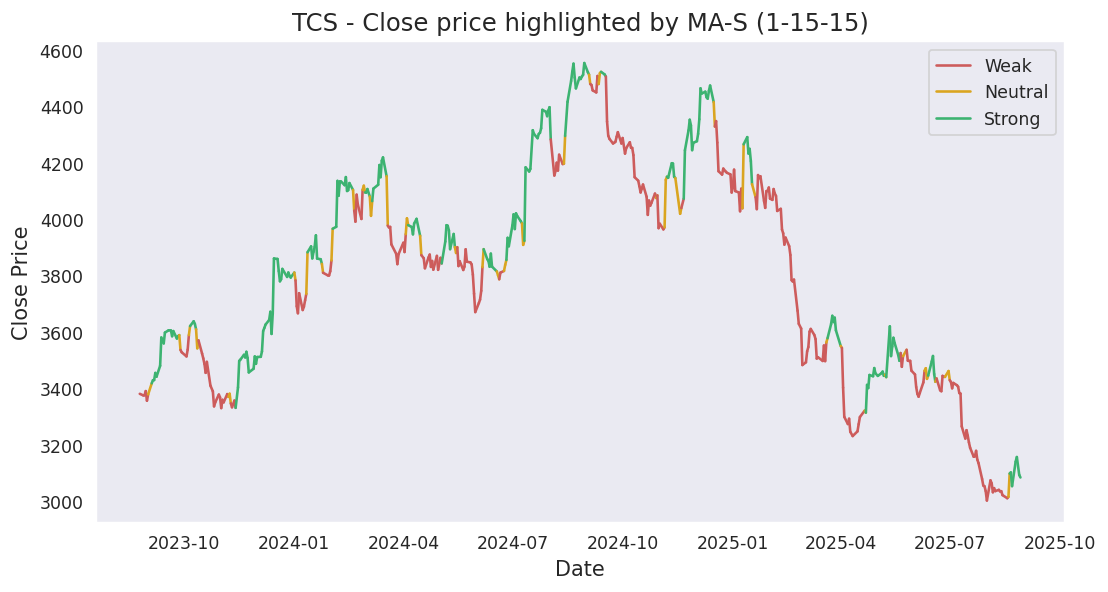 TCS - Close price highlighted by MA-S (1-15-15)
Weak
Neutral
Strong
Close Price
4600
4400
4200
4000
3800
3600
3400
3200
3000
2023-10 2024-01 2024-04 2024-07 2024-10 2025-01 2025-04 2025-07 2025-10
Date